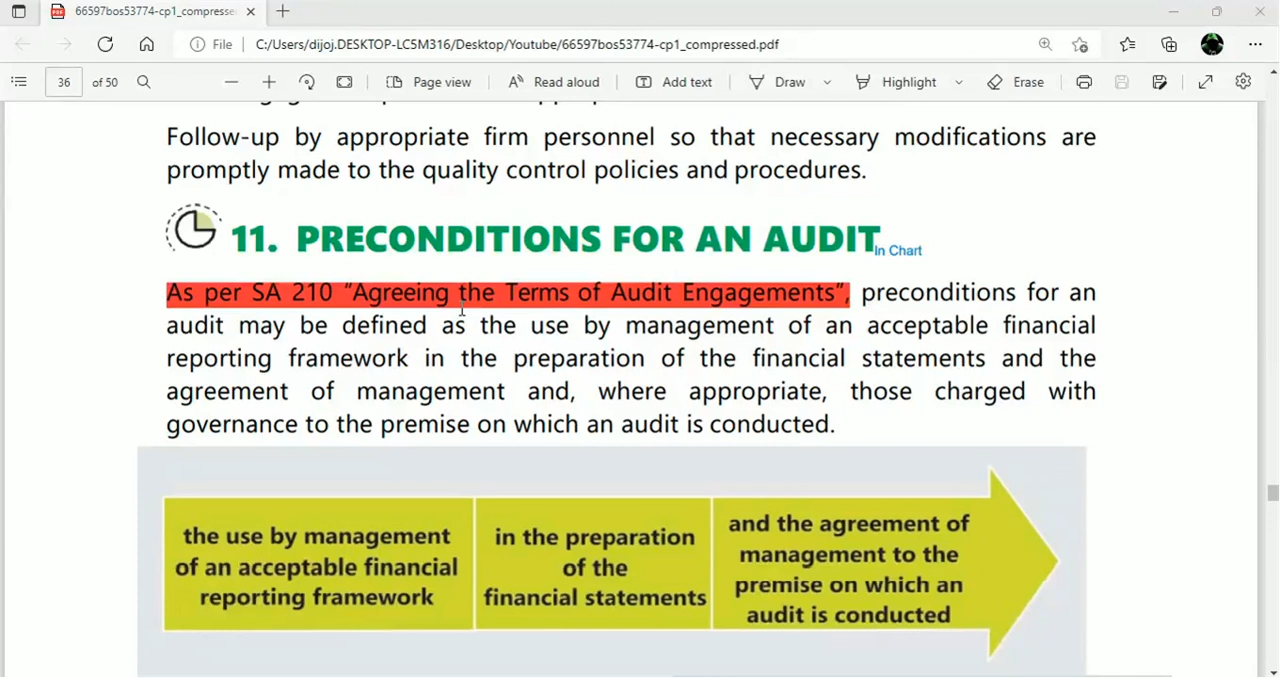 66597bos53774-cp1_compresse
File
C:/Users/dijoj.DESKTOP-LC5M316/Desktop/Youtube/66597bos53774-cp1_compressed.pdf
36 of 50
Page view
Read aloud
Add text
Draw
Highlight
Erase
Follow-up by appropriate firm personnel so that necessary modifications are
promptly made to the quality control policies and procedures.
11. PRECONDITIONS FOR AN AUDIT
In Chart
As per SA 210 “Agreeing the Terms of Audit Engagements”, preconditions for an
audit may be defined as the use by management of an acceptable financial
reporting framework in the preparation of the financial statements and the
agreement of management and, where appropriate, those charged with
governance to the premise on which an audit is conducted.
the use by management
of an acceptable financial
reporting framework
in the preparation
of the
financial statements
and the agreement of
management to the
premise on which an
audit is conducted